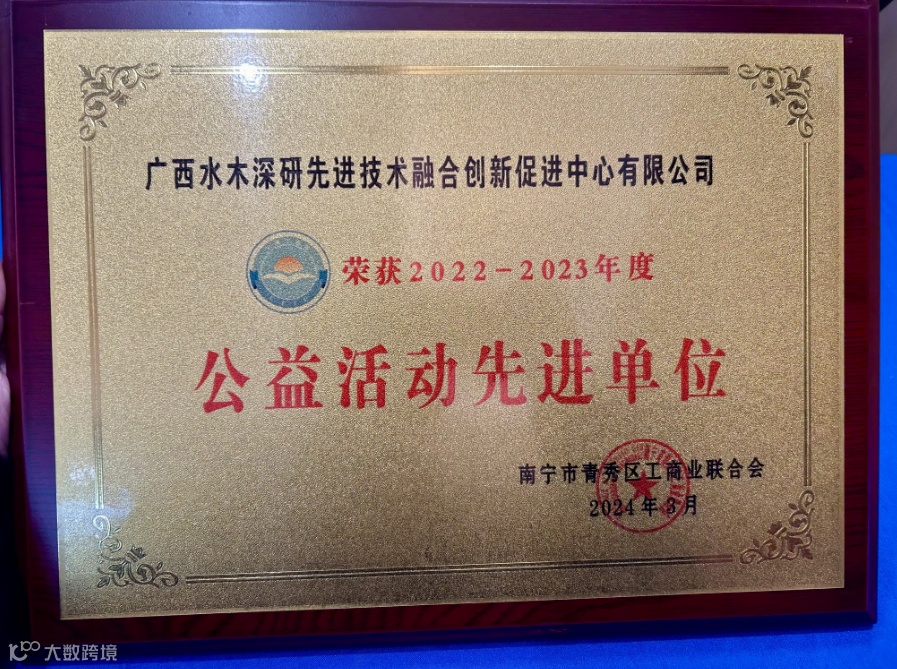 广西水木深研先进技术融合创新促进中心有限公司
荣获2022-2023年度
公益活动先进单位
南宁市青秀区工商业联合会
2024年3月
大数跨境